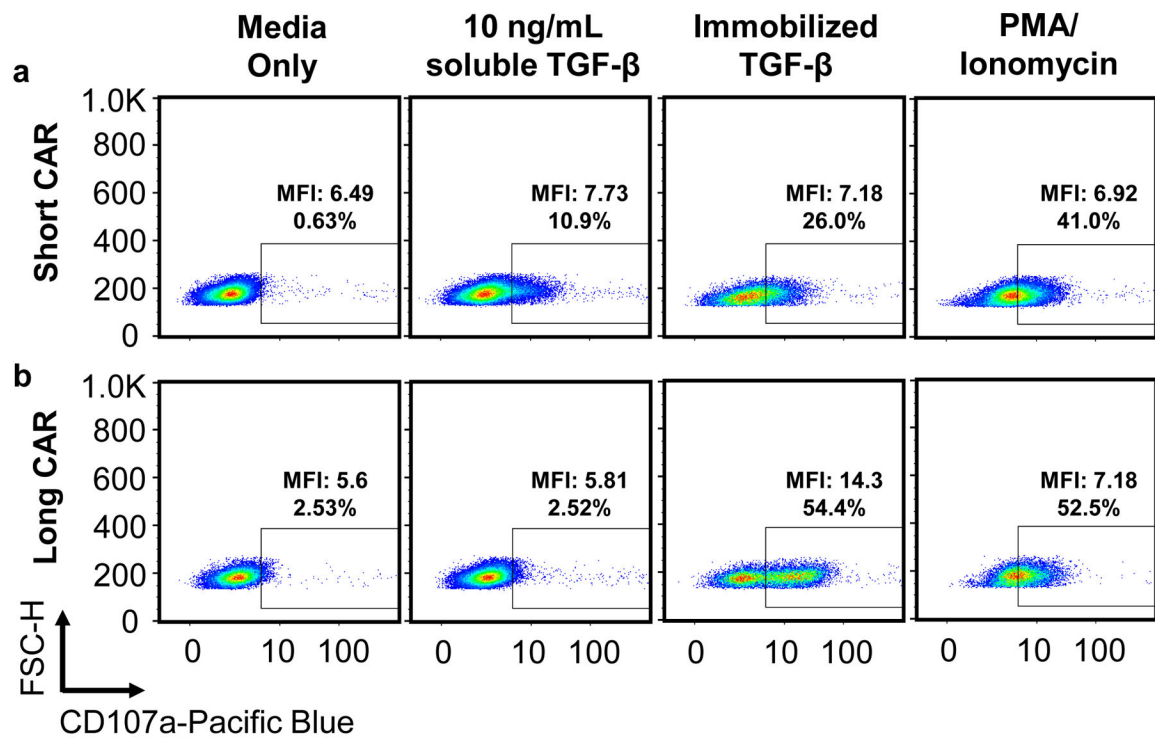 Media
Only
10 ng/mL
soluble TGF-β
Immobilized
TGF-β
PMA/
Ionomycin
a
Short CAR
1.0K
800
600
400
200
0
MFI: 6.49
0.63%
MFI: 7.73
10.9%
MFI: 7.18
26.0%
MFI: 6.92
41.0%
b
Long CAR
1.0K
800
600
400
200
0
MFI: 5.6
2.53%
MFI: 5.81
2.52%
MFI: 14.3
54.4%
MFI: 7.18
52.5%
0 10 100
0 10 100
0 10 100
0 10 100
FSC-H
CD107a-Pacific Blue